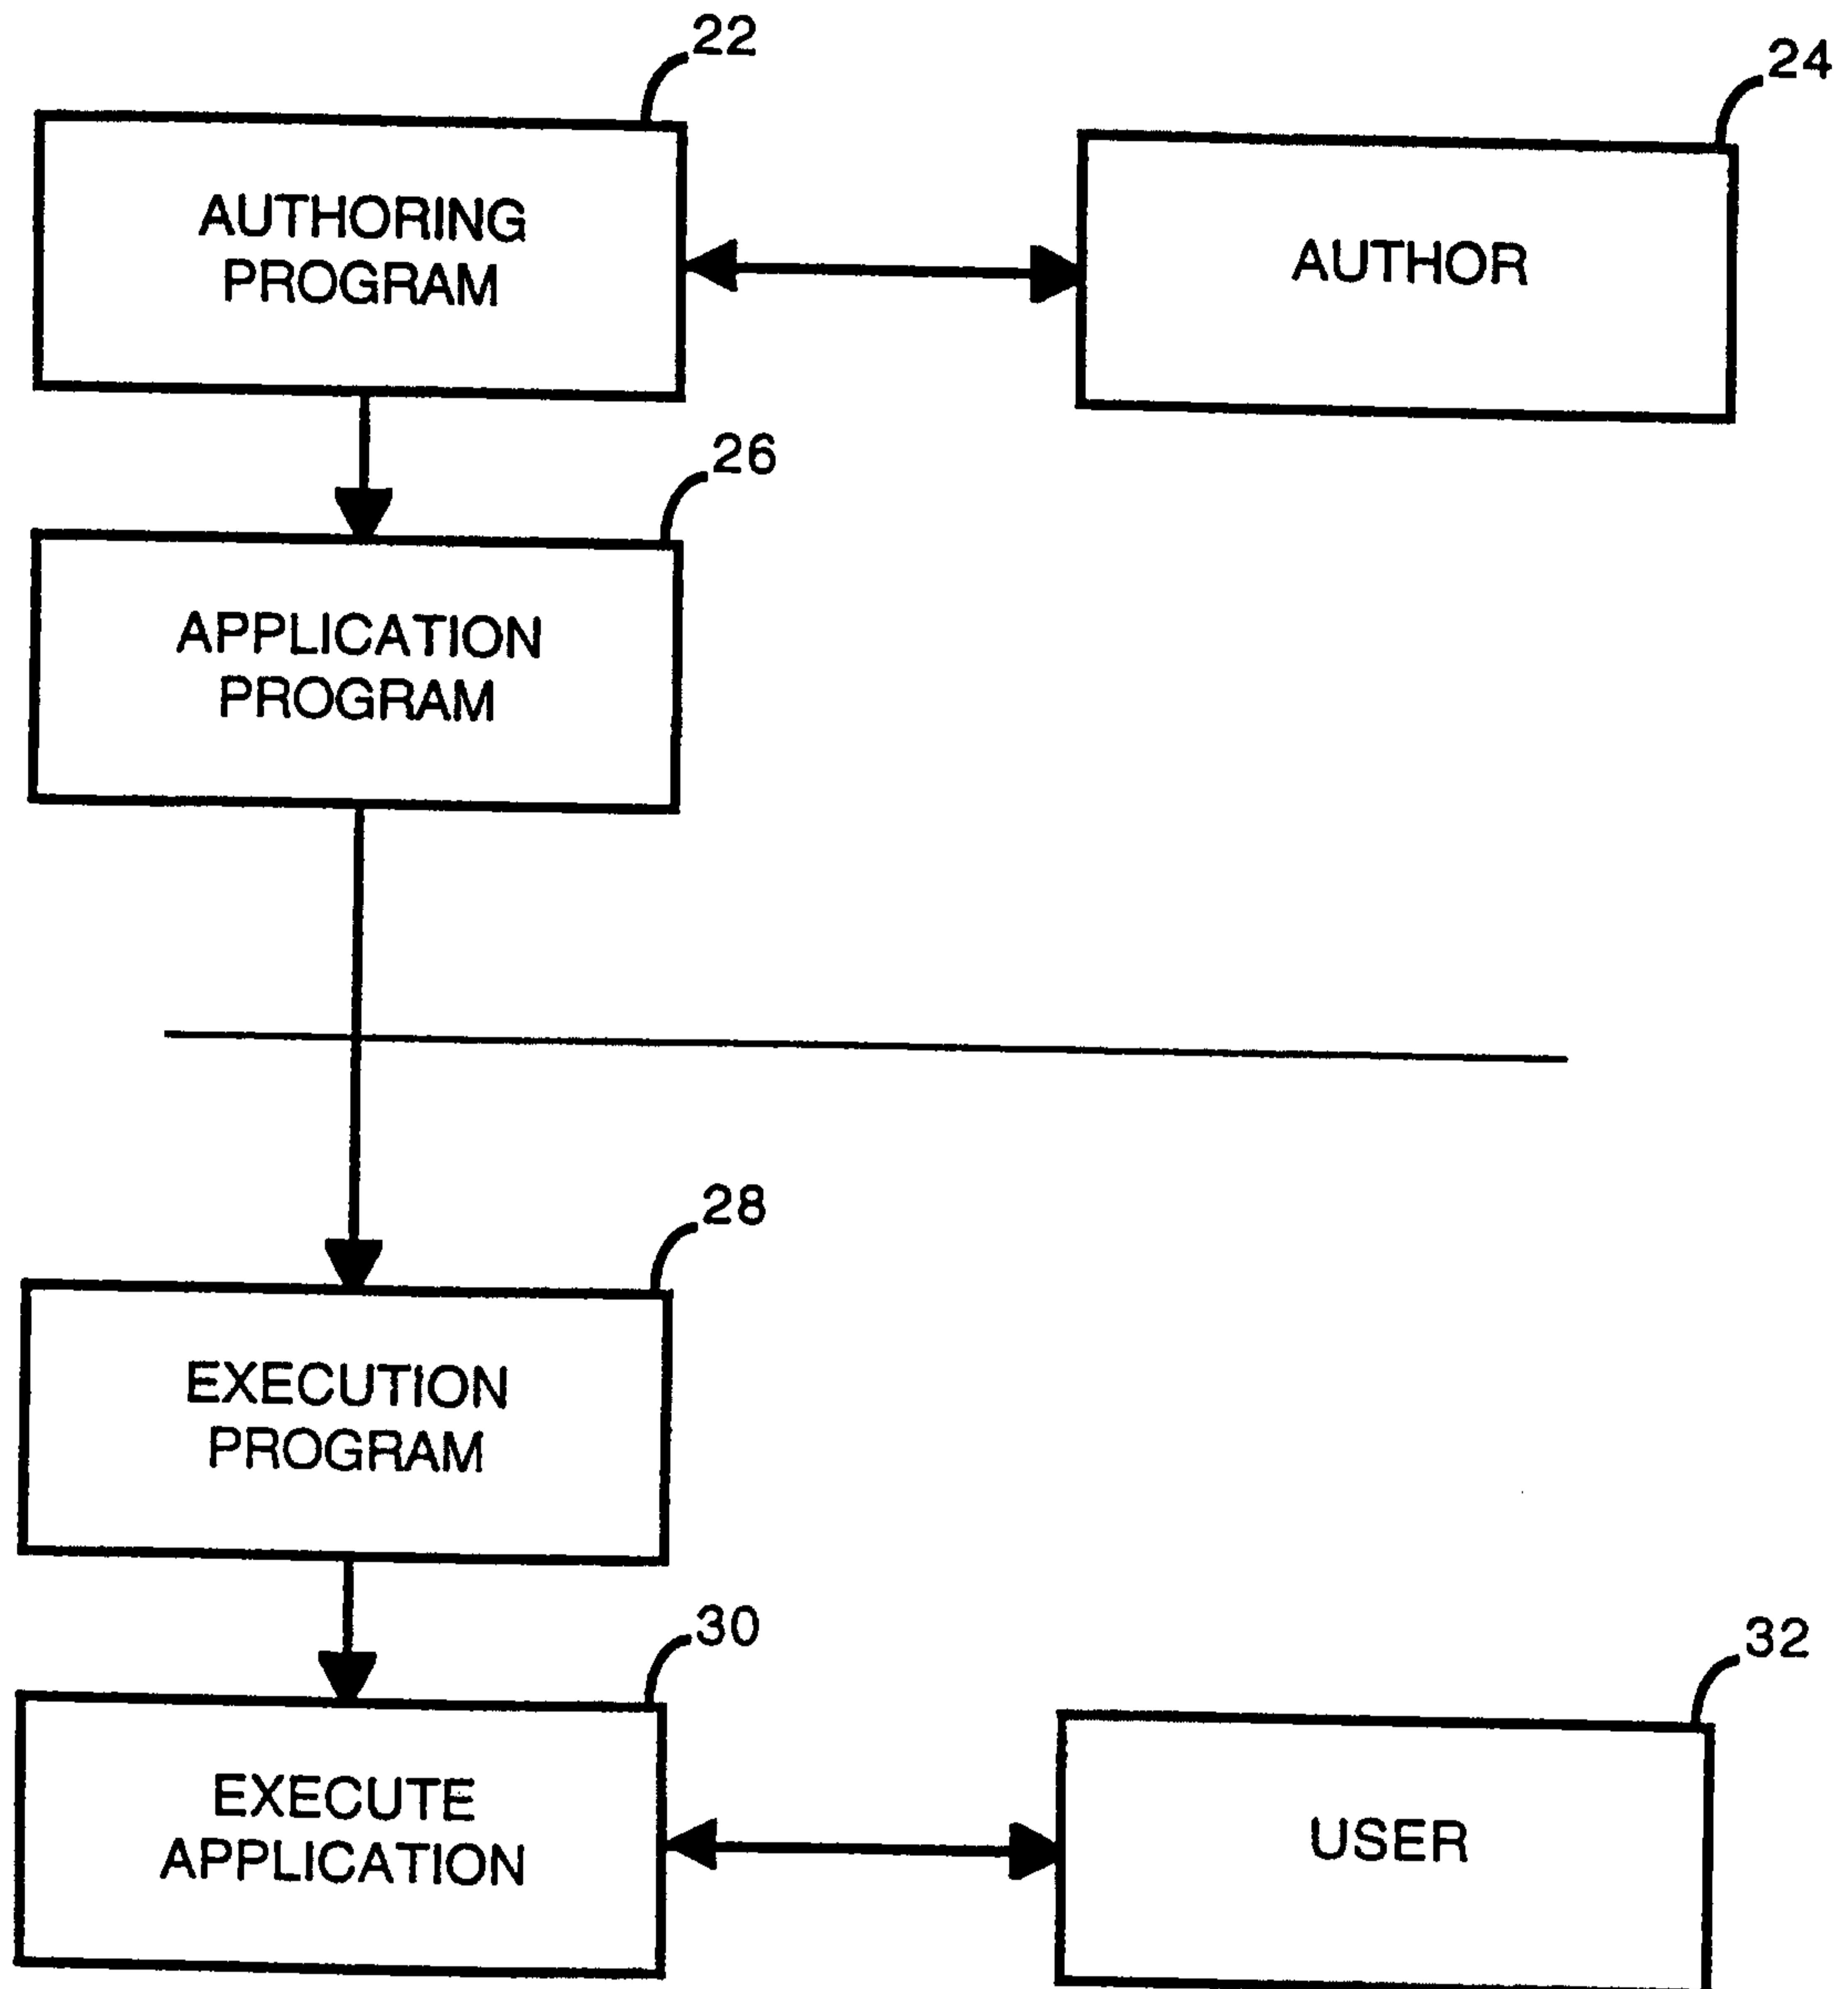 22
24
AUTHORING
PROGRAM
AUTHOR
26
APPLICATION
PROGRAM
28
EXECUTION
PROGRAM
30
32
EXECUTE
APPLICATION
USER